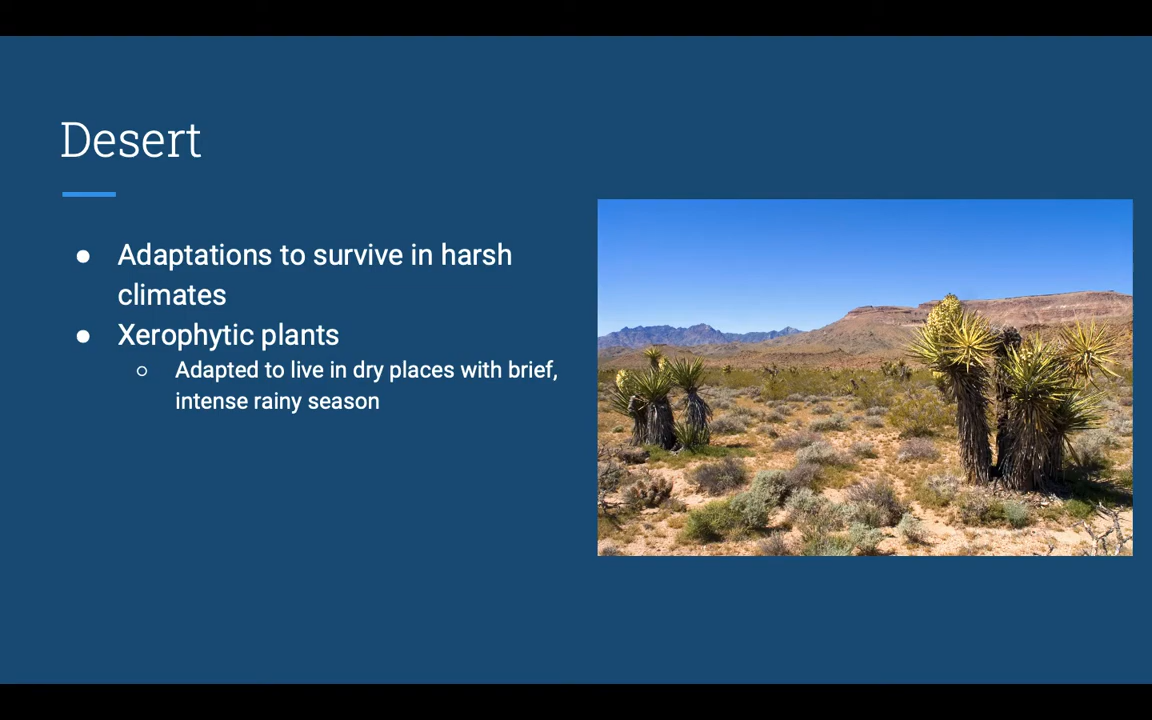 Desert
● Adaptations to survive in harsh
climates
● Xerophytic plants
○ Adapted to live in dry places with brief,
intense rainy season